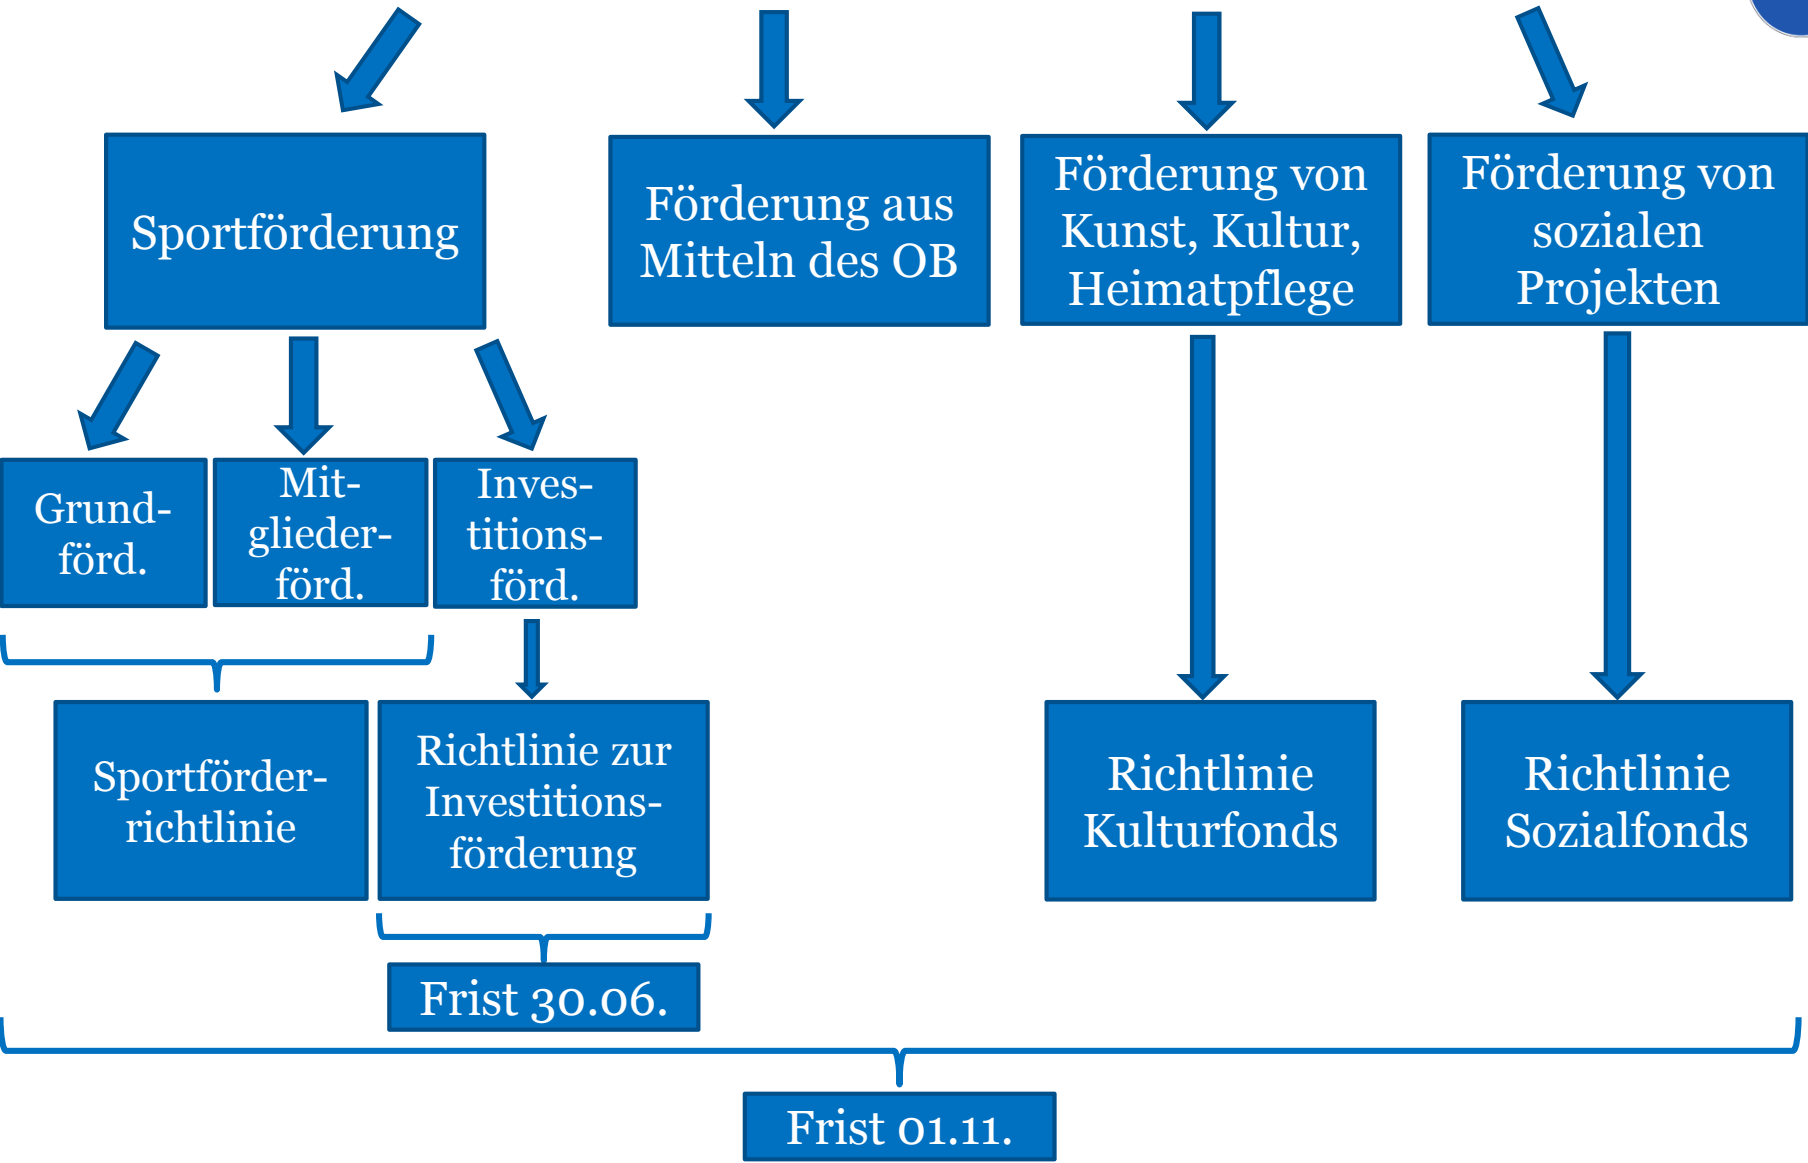 Sportförderung
Förderung aus
Mitteln des OB
Förderung von
Kunst, Kultur,
Heimatpflege
Förderung von
sozialen
Projekten
Grund-
förd.
Mit-
glieder-
förd.
Inves-
titions-
förd.
Sportförder-
richtlinie
Richtlinie zur
Investitions-
förderung
Richtlinie
Kulturfonds
Richtlinie
Sozialfonds
Frist 30.06.
Frist 01.11.